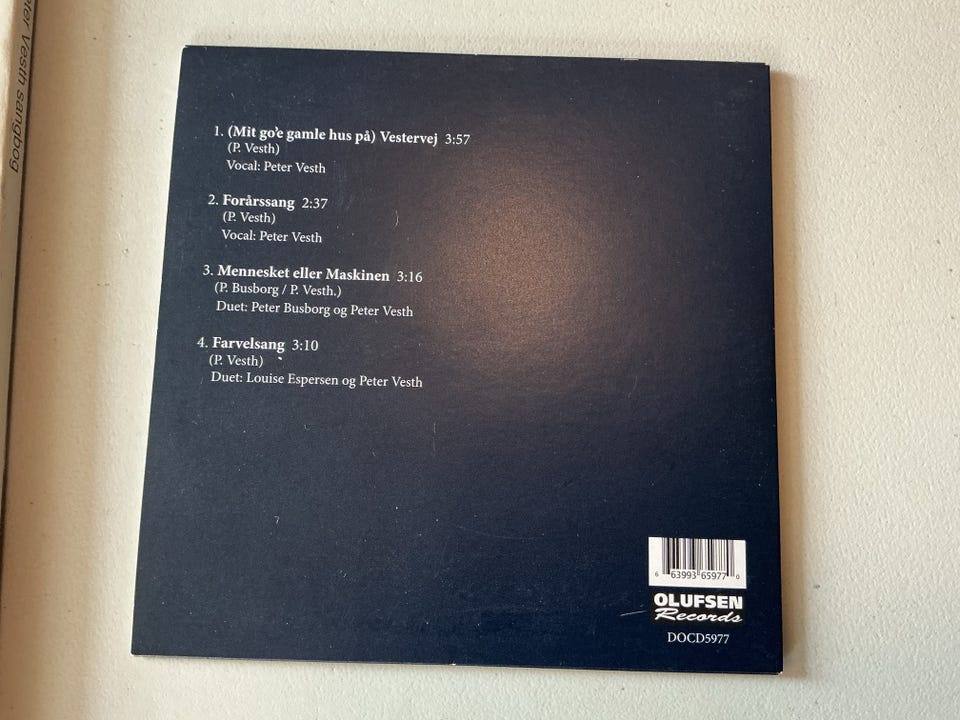 eter Vesth sangbog
1. (Mit go'e gamle hus på) Vestervej 3:57
(P. Vesth)
Vocal: Peter Vesth
2. Forårssang 2:37
(P. Vesth)
Vocal: Peter Vesth
3. Mennesket eller Maskinen 3:16
(P. Busborg / P. Vesth.)
Duet: Peter Busborg og Peter Vesth
4. Farvelsang 3:10
(P. Vesth)
Duet: Louise Espersen og Peter Vesth
6 63993 65977 0
OLUFSEN
Records
DOCD5977